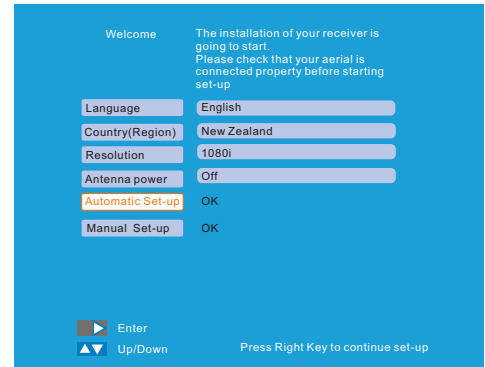 Welcome
The installation of your receiver is
going to start.
Please check that your aerial is
connected property before starting
set-up
Language English
Country(Region) New Zealand
Resolution 1080i
Antenna power Off
Automatic Set-up OK
Manual Set-up OK
Enter
Up/Down Press Right Key to continue set-up